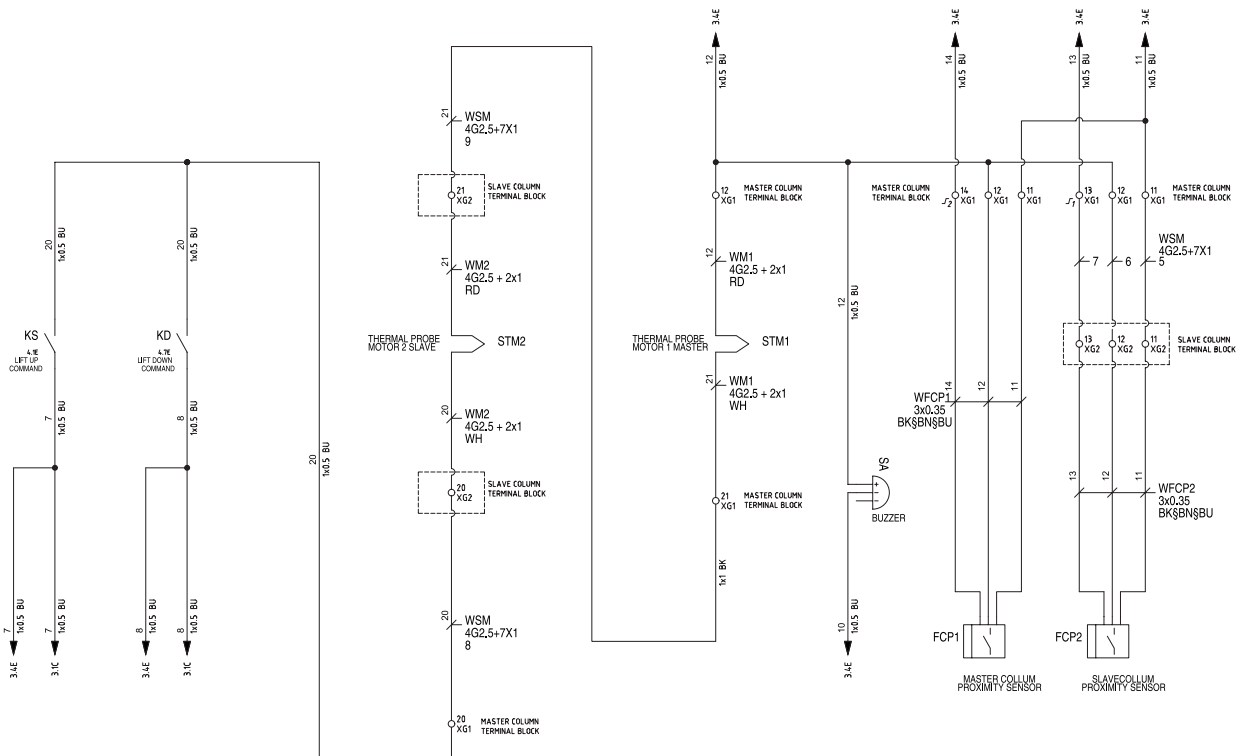 3.4E
3.4E
3.4E
3.4E
12
1x0.5 BU
14
1x0.5 BU
13
1x0.5 BU
11
1x0.5 BU
21
WSM
4G2.5+7X1
9
21
XG2
SLAVE COLUMN
TERMINAL BLOCK
12
XG1
MASTER COLUMN
TERMINAL BLOCK
MASTER COLUMN
TERMINAL BLOCK
14
XG1
12
XG1
11
XG1
13
XG1
12
XG1
11
XG1
MASTER COLUMN
TERMINAL BLOCK
20
1x0.5 BU
20
1x0.5 BU
21
WM2
4G2.5 + 2x1
RD
12
WM1
4G2.5 + 2x1
RD
12
1x0.5 BU
7
6
WSM
4G2.5+7X1
5
KS
4.1E
LIFT UP
COMMAND
KD
4.7E
LIFT DOWN
COMMAND
THERMAL PROBE
MOTOR 2 SLAVE
STM2
THERMAL PROBE
MOTOR 1 MASTER
STM1
13
XG2
12
XG2
11
XG2
SLAVE COLUMN
TERMINAL BLOCK
21
WM1
4G2.5 + 2x1
WH
14
12
11
WFCP1
3x0.35
BK§BN§BU
7
1x0.5 BU
8
1x0.5 BU
20
WM2
4G2.5 + 2x1
WH
20
1x0.5 BU
20
XG2
SLAVE COLUMN
TERMINAL BLOCK
21
XG1
MASTER COLUMN
TERMINAL BLOCK
SA
+
-
BUZZER
13
12
11
WFCP2
3x0.35
BK§BN§BU
1x1 BK
7
1x0.5 BU
7
1x0.5 BU
8
1x0.5 BU
8
1x0.5 BU
20
WSM
4G2.5+7X1
8
10
1x0.5 BU
FCP1
FCP2
3.4E
3.1C
3.4E
3.1C
3.4E
MASTER COLLUM
PROXIMITY SENSOR
SLAVECOLLUM
PROXIMITY SENSOR
20
XG1
MASTER COLUMN
TERMINAL BLOCK